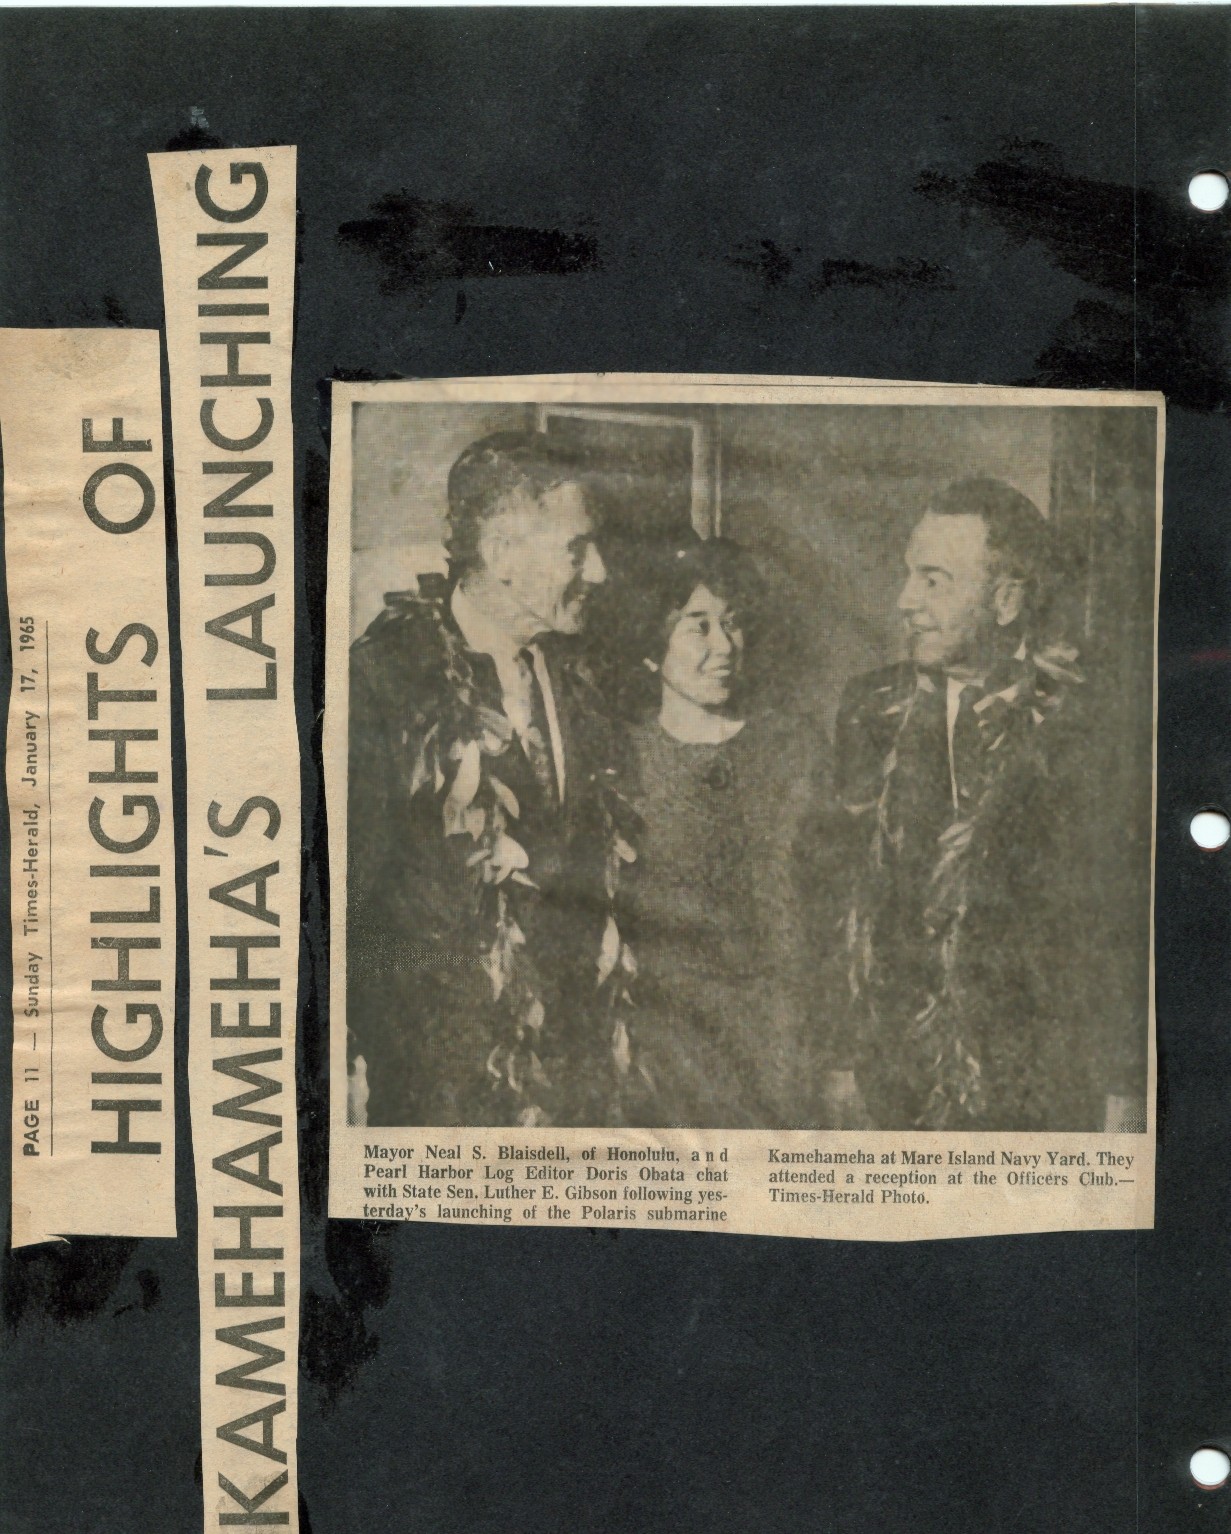 PAGE 11 — Sunday Times-Herald, January 17, 1965
HIGHLIGHTS OF
KAMEHAMEHA'S LAUNCHING
Mayor Neal S. Blaisdell, of Honolulu, and
Pearl Harbor Log Editor Doris Obata chat
with State Sen. Luther E. Gibson following yes-
terday's launching of the Polaris submarine
Kamehameha at Mare Island Navy Yard. They
attended a reception at the Officers Club.—
Times-Herald Photo.